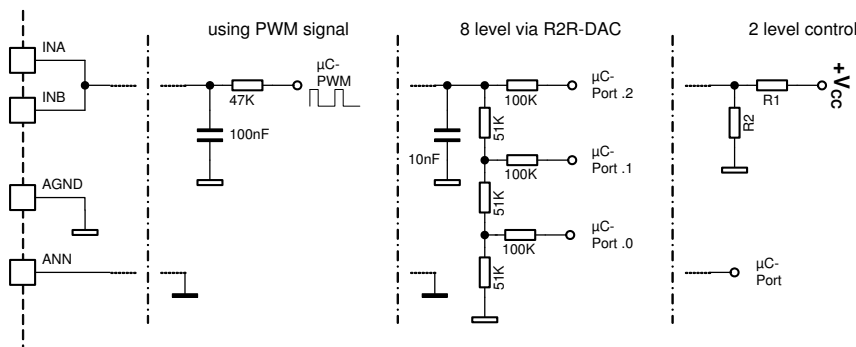 using PWM signal
8 level via R2R-DAC
2 level control
INA
INB
AGND
ANN
47K
µC-
PWM
100nF
10nF
100K
µC-
Port .2
51K
100K
µC-
Port .1
51K
100K
µC-
Port .0
51K
R1
+VCC
R2
µC-
Port